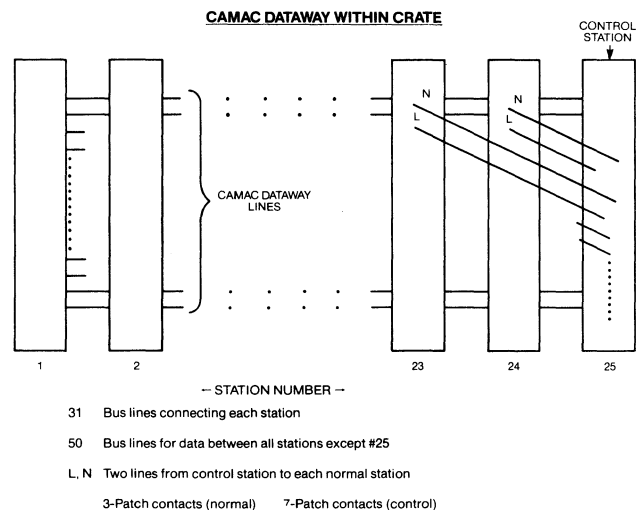 CAMAC DATAWAY WITHIN CRATE
CONTROL
STATION
N
L
N
L
CAMAC DATAWAY
LINES
1
2
23
24
25
← STATION NUMBER →
31 Bus lines connecting each station
50 Bus lines for data between all stations except #25
L, N Two lines from control station to each normal station
3-Patch contacts (normal) 7-Patch contacts (control)